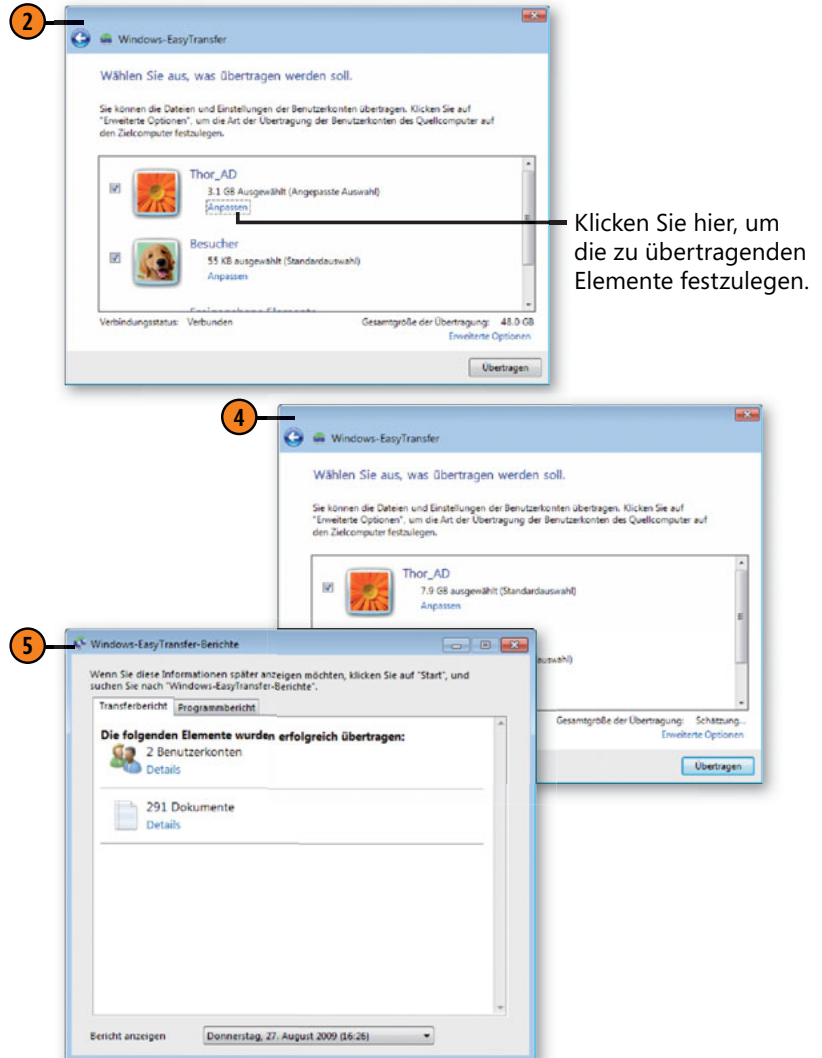 2
Windows-EasyTransfer
Wählen Sie aus, was übertragen werden soll.
Sie können die Dateien und Einstellungen der Benutzerkonten übertragen. Klicken Sie auf
"Erweiterte Optionen", um die Art der Übertragung der Benutzerkonten des Quellcomputer auf
den Zielcomputer festzulegen.
Thor_AD
3.1 GB Ausgewählt (Angepasste Auswahl)
Anpassen
Klicken Sie hier, um
die zu übertragenden
Elemente festzulegen.
Besucher
55 KB ausgewählt (Standardauswahl)
Anpassen
Verbindungsstatus: Verbunden
Gesamtgröße der Übertragung: 48.0 GB
Erweiterte Optionen
Übertragen
4
Windows-EasyTransfer
Wählen Sie aus, was übertragen werden soll.
Sie können die Dateien und Einstellungen der Benutzerkonten übertragen. Klicken Sie auf
"Erweiterte Optionen", um die Art der Übertragung der Benutzerkonten des Quellcomputer auf
den Zielcomputer festzulegen.
Thor_AD
7.9 GB ausgewählt (Standardauswahl)
Anpassen
auswahl)
Gesamtgröße der Übertragung: Schätzung...
Erweiterte Optionen
Übertragen
5
Windows-EasyTransfer-Berichte
Wenn Sie diese Informationen später anzeigen möchten, klicken Sie auf "Start", und
suchen Sie nach "Windows-EasyTransfer-Berichte".
Transferbericht Programmbericht
Die folgenden Elemente wurden erfolgreich übertragen:
2 Benutzerkonten
Details
291 Dokumente
Details
Bericht anzeigen
Donnerstag, 27. August 2009 (16:26)